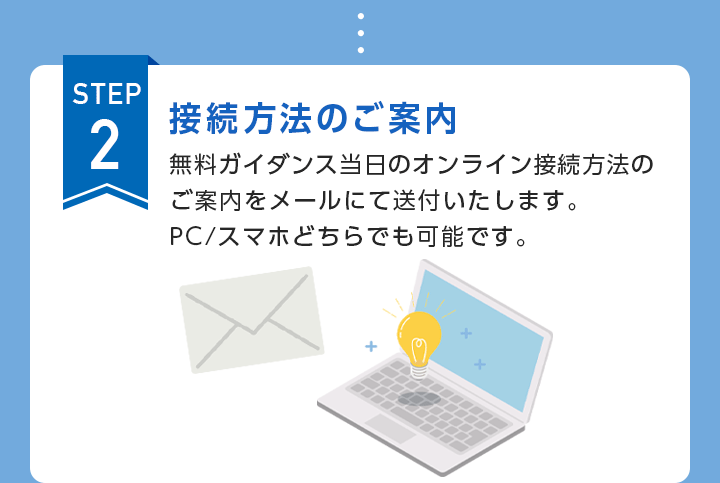 STEP
2
接続方法のご案内
無料ガイダンス当日のオンライン接続方法の
ご案内をメールにて送付いたします。
PC/スマホどちらでも可能です。